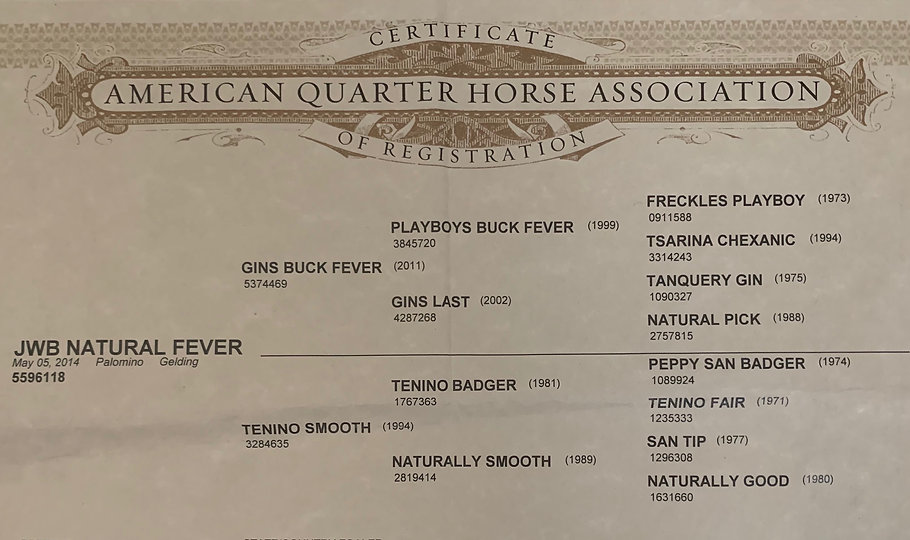 CERTIFICATE
AMERICAN QUARTER HORSE ASSOCIATION
OF REGISTRATION
FRECKLES PLAYBOY (1973)
0911588
PLAYBOYS BUCK FEVER (1999)
3845720
TSARINA CHEXANIC (1994)
3314243
GINS BUCK FEVER (2011)
5374469
TANQUERY GIN (1975)
1090327
GINS LAST (2002)
4287268
NATURAL PICK (1988)
2757815
JWB NATURAL FEVER
May 05, 2014 Palomino Gelding
5596118
PEPPY SAN BADGER (1974)
1089924
TENINO BADGER (1981)
1767363
TENINO FAIR (1971)
1235333
TENINO SMOOTH (1994)
3284635
SAN TIP (1977)
1296308
NATURALLY SMOOTH (1989)
2819414
NATURALLY GOOD (1980)
1631660